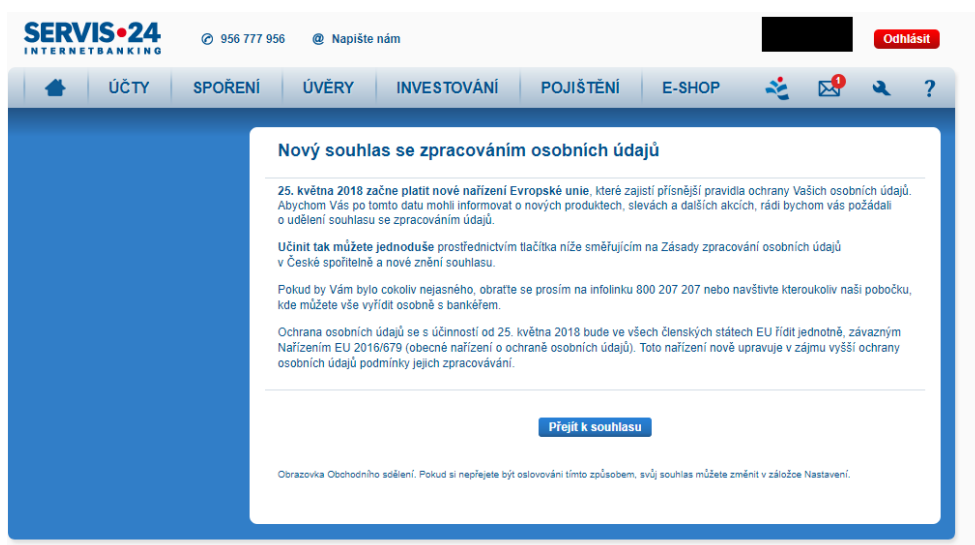 SERVIS 24
INTERNETBANKING
956 777 956
@ Napište nám
Odhlásit
ÚČTY
SPOŘENÍ
ÚVĚRY
INVESTOVÁNÍ
POJIŠTĚNÍ
E-SHOP
1
?
Nový souhlas se zpracováním osobních údajů
25. května 2018 začne platit nové nařízení Evropské unie, které zajistí přísnější pravidla ochrany Vašich osobních údajů.
Abychom Vás po tomto datu mohli informovat o nových produktech, slevách a dalších akcích, rádi bychom vás požádali
o udělení souhlasu se zpracováním údajů.
Učinit tak můžete jednoduše prostřednictvím tlačítka níže směřujícím na Zásady zpracování osobních údajů
v České spořitelně a nové znění souhlasu.
Pokud by Vám bylo cokoliv nejasného, obraťte se prosím na infolinku 800 207 207 nebo navštivte kteroukoliv naši pobočku,
kde můžete vše vyřídit osobně s bankéřem.
Ochrana osobních údajů se s účinností od 25. května 2018 bude ve všech členských státech EU řídit jednotně, závazným
Nařízením EU 2016/679 (obecné nařízení o ochraně osobních údajů). Toto nařízení nově upravuje v zájmu vyšší ochrany
osobních údajů podmínky jejich zpracovávání.
Přejít k souhlasu
Obrazovka Obchodního sdělení. Pokud si nepřejete být oslovováni tímto způsobem, svůj souhlas můžete změnit v záložce Nastavení.